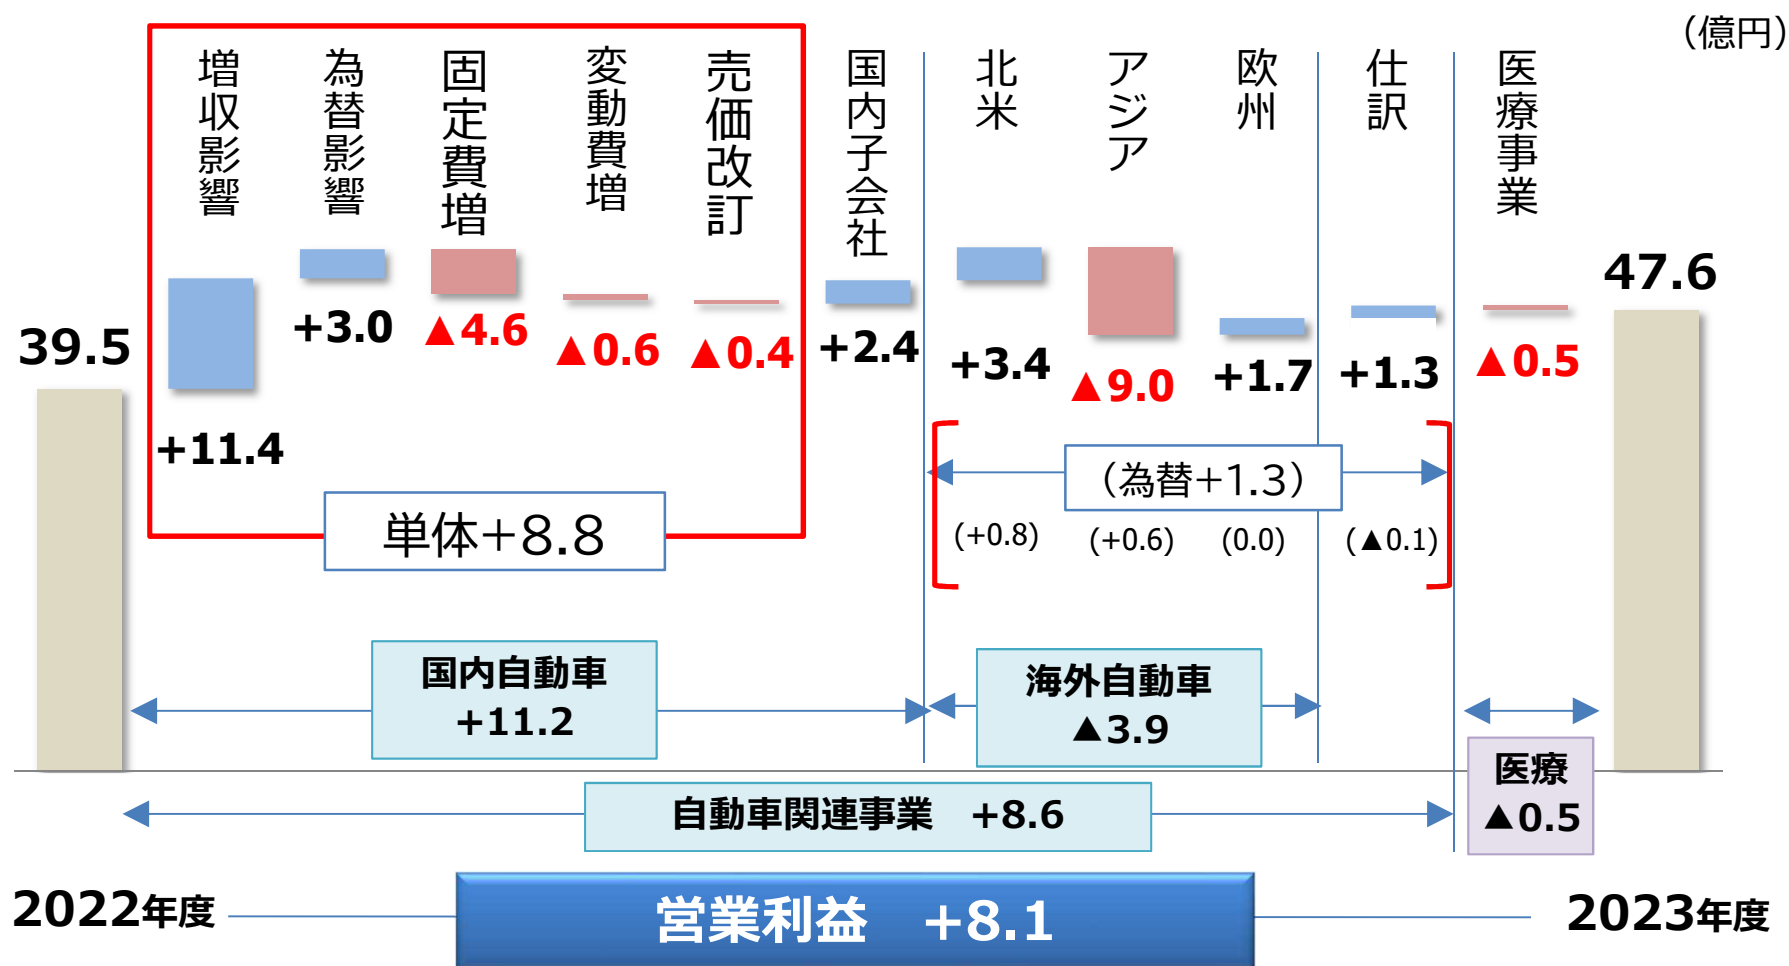 (億円)
増収影響
為替影響
固定費増
変動費増
売価改訂
国内子会社
北米
アジア
欧州
仕訳
医療事業
39.5
+11.4
+3.0
▲4.6
▲0.6
▲0.4
+2.4
+3.4
▲9.0
+1.7
+1.3
▲0.5
47.6
単体+8.8
(為替+1.3)
(+0.8)
(+0.6)
(0.0)
(▲0.1)
国内自動車
+11.2
海外自動車
▲3.9
医療
▲0.5
自動車関連事業 +8.6
2022年度
営業利益 +8.1
2023年度